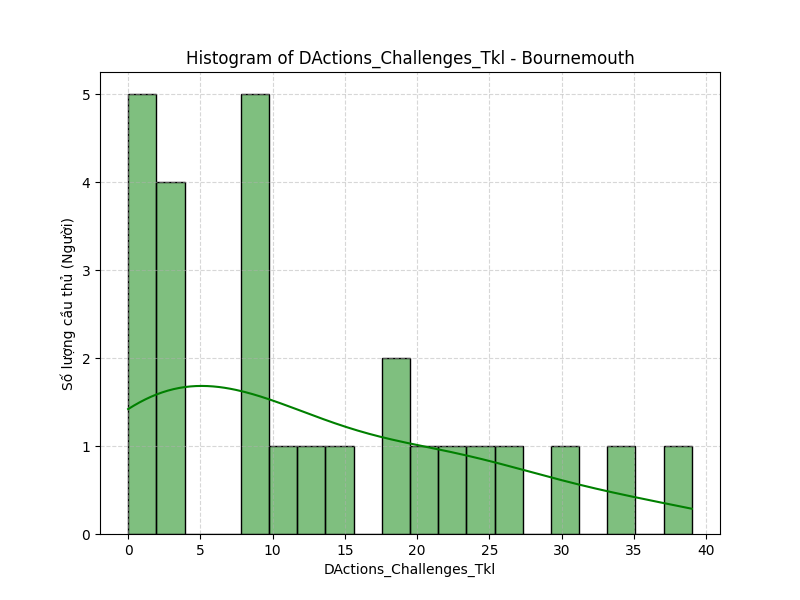 Histogram of DActions_Challenges_Tkl - Bournemouth
Số lượng cầu thủ (Người)
5
4
3
2
1
0
0 5 10 15 20 25 30 35 40
DActions_Challenges_Tkl